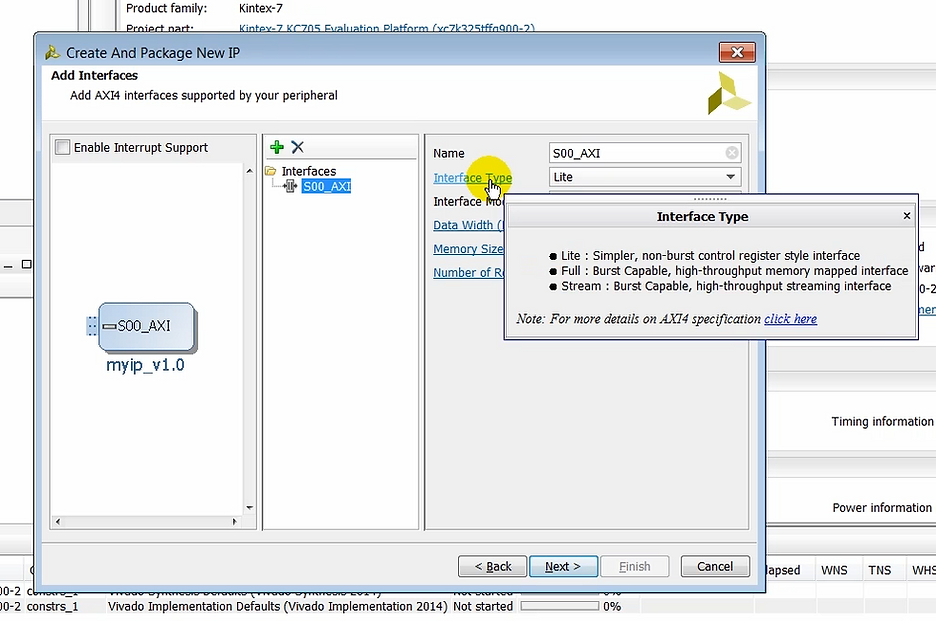 Product family: Kintex-7
Project part: Kintex-7 KC705 Evaluation Platform (xc7k325tffg900-2)
Create And Package New IP
Add Interfaces
Add AXI4 interfaces supported by your peripheral
Enable Interrupt Support
S00_AXI
myip_v1.0
Interfaces
S00_AXI
Name S00_AXI
Interface Type Lite
Interface Mo
Data Width (
Memory Size
Number of Re
Interface Type
Lite : Simpler, non-burst control register style interface
Full : Burst Capable, high-throughput memory mapped interface
Stream : Burst Capable, high-throughput streaming interface
Note: For more details on AXI4 specification click here
Timing information
Power information
< Back Next > Finish Cancel
lapsed WNS TNS WHS
00-2 constrs_1 Vivado Synthesis Defaults (Vivado Synthesis 2014) Not started 0%
00-2 constrs_1 Vivado Implementation Defaults (Vivado Implementation 2014) Not started 0%